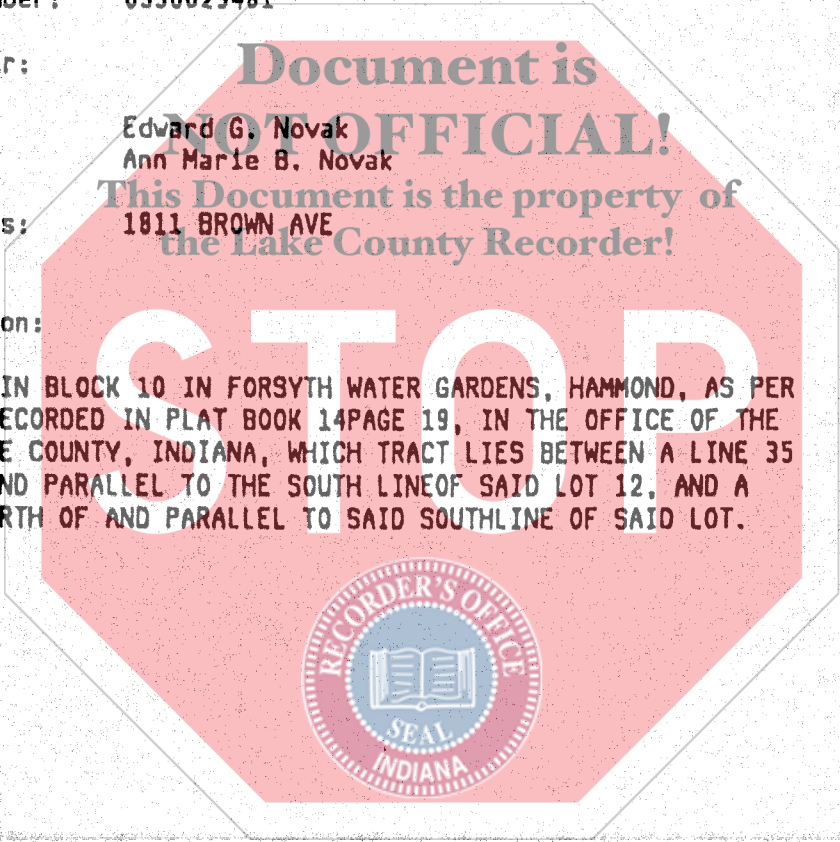 ber: 0350029481
Document is
r:
NOT OFFICIAL!
Edward G. Novak
Ann Marie B. Novak
This Document is the property of
s: 1811 BROWN AVE
the Lake County Recorder!
on:
STOP
IN BLOCK 10 IN FORSYTH WATER GARDENS, HAMMOND, AS PER
ECORDED IN PLAT BOOK 14PAGE 19, IN THE OFFICE OF THE
E COUNTY, INDIANA, WHICH TRACT LIES BETWEEN A LINE 35
ND PARALLEL TO THE SOUTH LINEOF SAID LOT 12, AND A
RTH OF AND PARALLEL TO SAID SOUTHLINE OF SAID LOT.
RECORDER'S OFFICE
SEAL
INDIANA